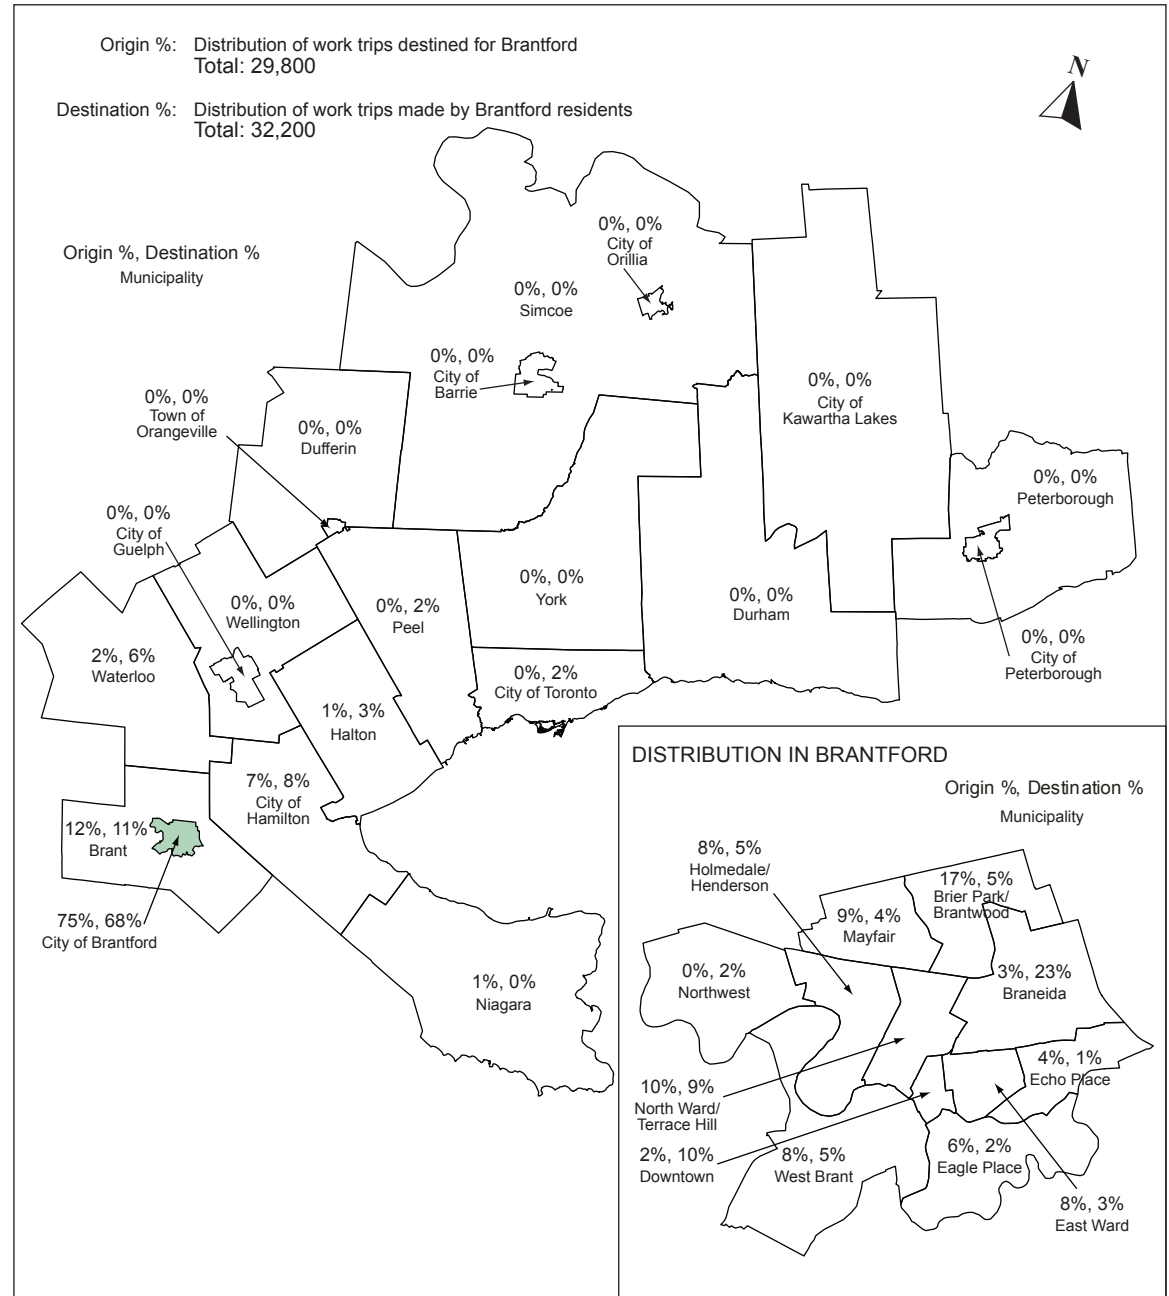 Origin %: Distribution of work trips destined for Brantford
Total: 29,800
Destination %: Distribution of work trips made by Brantford residents
Total: 32,200
N
Origin %, Destination %
Municipality
0%, 0%
City of
Orillia
0%, 0%
Simcoe
0%, 0%
City of
Barrie
0%, 0%
City of
Kawartha Lakes
0%, 0%
Town of
Orangeville
0%, 0%
Dufferin
0%, 0%
Peterborough
0%, 0%
City of
Guelph
0%, 0%
Wellington
0%, 2%
Peel
0%, 0%
York
0%, 0%
Durham
0%, 0%
City of
Peterborough
2%, 6%
Waterloo
0%, 2%
City of Toronto
1%, 3%
Halton
7%, 8%
City of
Hamilton
12%, 11%
Brant
75%, 68%
City of Brantford
1%, 0%
Niagara
DISTRIBUTION IN BRANTFORD
Origin %, Destination %
Municipality
8%, 5%
Holmedale/
Henderson
17%, 5%
Brier Park/
Brantwood
9%, 4%
Mayfair
0%, 2%
Northwest
3%, 23%
Braneida
4%, 1%
Echo Place
10%, 9%
North Ward/
Terrace Hill
2%, 10%
Downtown
8%, 5%
West Brant
6%, 2%
Eagle Place
8%, 3%
East Ward